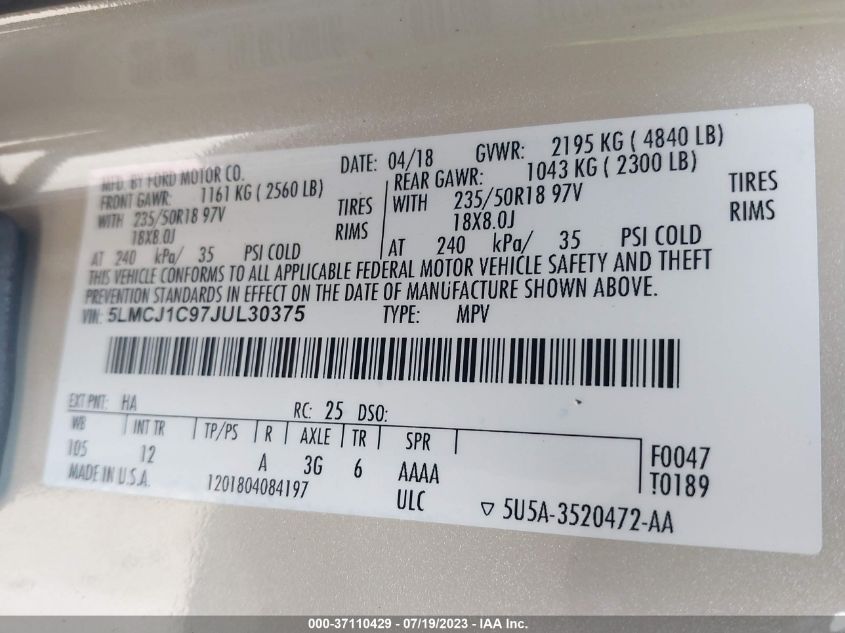 MFD. BY FORD MOTOR CO. DATE: 04/18 GVWR: 2195 KG ( 4840 LB)
FRONT GAWR: 1161 KG ( 2560 LB) REAR GAWR: 1043 KG ( 2300 LB)
WITH 235/50R18 97V TIRES WITH 235/50R18 97V TIRES
18X8.0J RIMS 18X8.0J RIMS
AT 240 kPa/ 35 PSI COLD AT 240 kPa/ 35 PSI COLD
THIS VEHICLE CONFORMS TO ALL APPLICABLE FEDERAL MOTOR VEHICLE SAFETY AND THEFT
PREVENTION STANDARDS IN EFFECT ON THE DATE OF MANUFACTURE SHOWN ABOVE.
VIN: 5LMCJ1C97JUL30375 TYPE: MPV
EXT PNT: HA RC: 25 DSO:
WB INT TR TP/PS R AXLE TR SPR
105 12 A 3G 6 AAAA F0047
MADE IN U.S.A. 1201804084197 ULC T0189
5U5A-3520472-AA
000-37110429 - 07/19/2023 - IAA Inc.